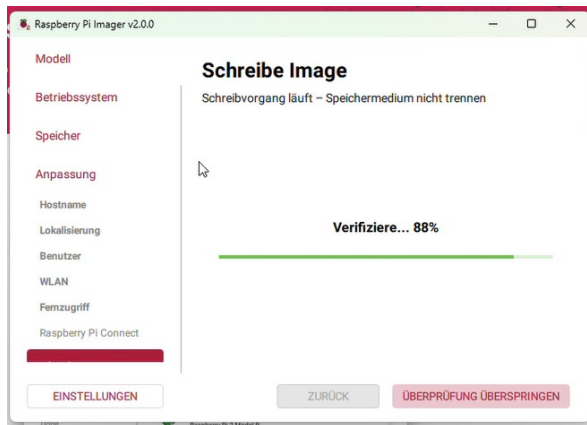 Raspberry Pi Imager v2.0.0
Modell
Betriebssystem
Speicher
Anpassung
Hostname
Lokalisierung
Benutzer
WLAN
Fernzugriff
Raspberry Pi Connect
Schreibe Image
Schreibvorgang läuft – Speichermedium nicht trennen
Verifiziere... 88%
EINSTELLUNGEN
ZURÜCK
ÜBERPRÜFUNG ÜBERSPRINGEN